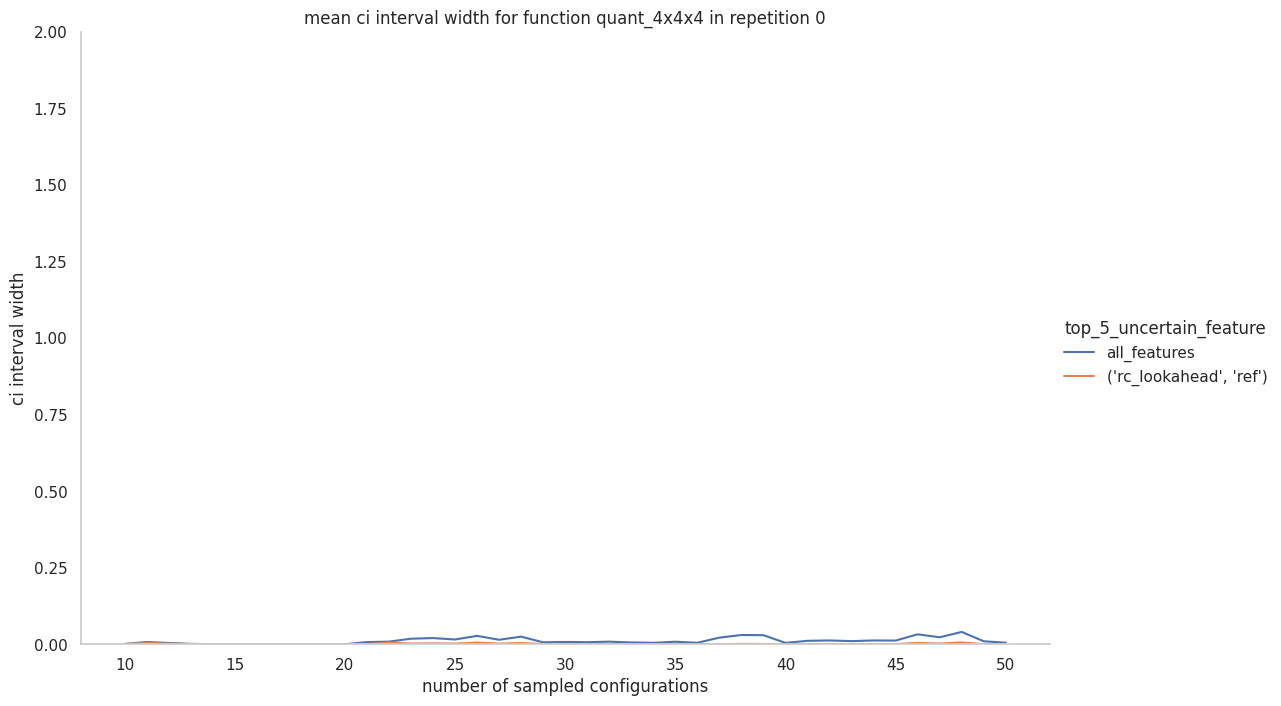 mean ci interval width for function quant_4x4x4 in repetition 0
2.00
1.75
1.50
1.25
1.00
0.75
0.50
0.25
0.00
ci interval width
10 15 20 25 30 35 40 45 50
number of sampled configurations
top_5_uncertain_feature
all_features
('rc_lookahead', 'ref')